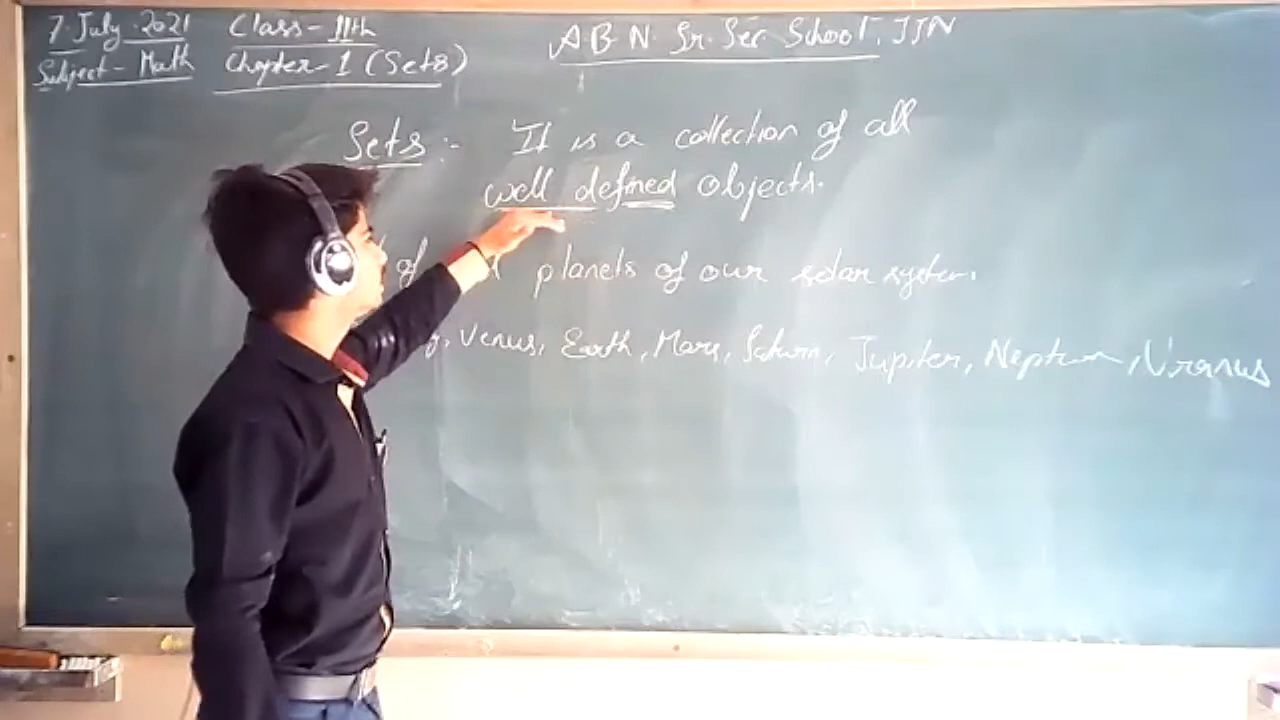 7 July 2021 Class - 11th A.B.N. Sr. Sec School, JJN
Subject - Math Chapter - 1 (Sets)
Sets :- It is a collection of all
well defined objects.
of planets of our solar system.
Venus, Earth, Mars, Saturn, Jupiter, Neptune, Uranus